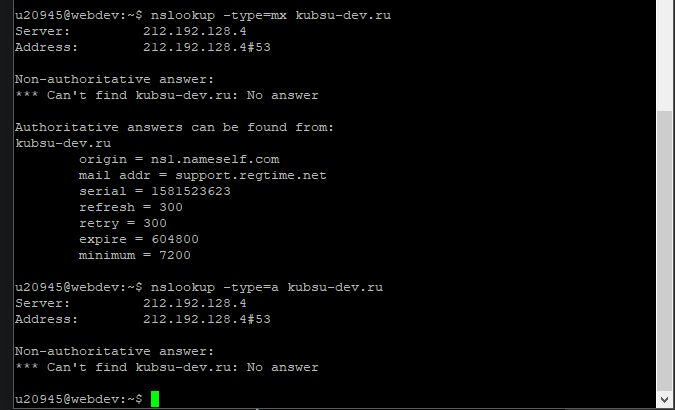 u20945@webdev:~$ nslookup -type=mx kubsu-dev.ru
Server:         212.192.128.4
Address:        212.192.128.4#53
Non-authoritative answer:
*** Can't find kubsu-dev.ru: No answer
Authoritative answers can be found from:
kubsu-dev.ru
        origin = ns1.nameself.com
        mail addr = support.regtime.net
        serial = 1581523623
        refresh = 300
        retry = 300
        expire = 604800
        minimum = 7200
u20945@webdev:~$ nslookup -type=a kubsu-dev.ru
Server:         212.192.128.4
Address:        212.192.128.4#53
Non-authoritative answer:
*** Can't find kubsu-dev.ru: No answer
u20945@webdev:~$